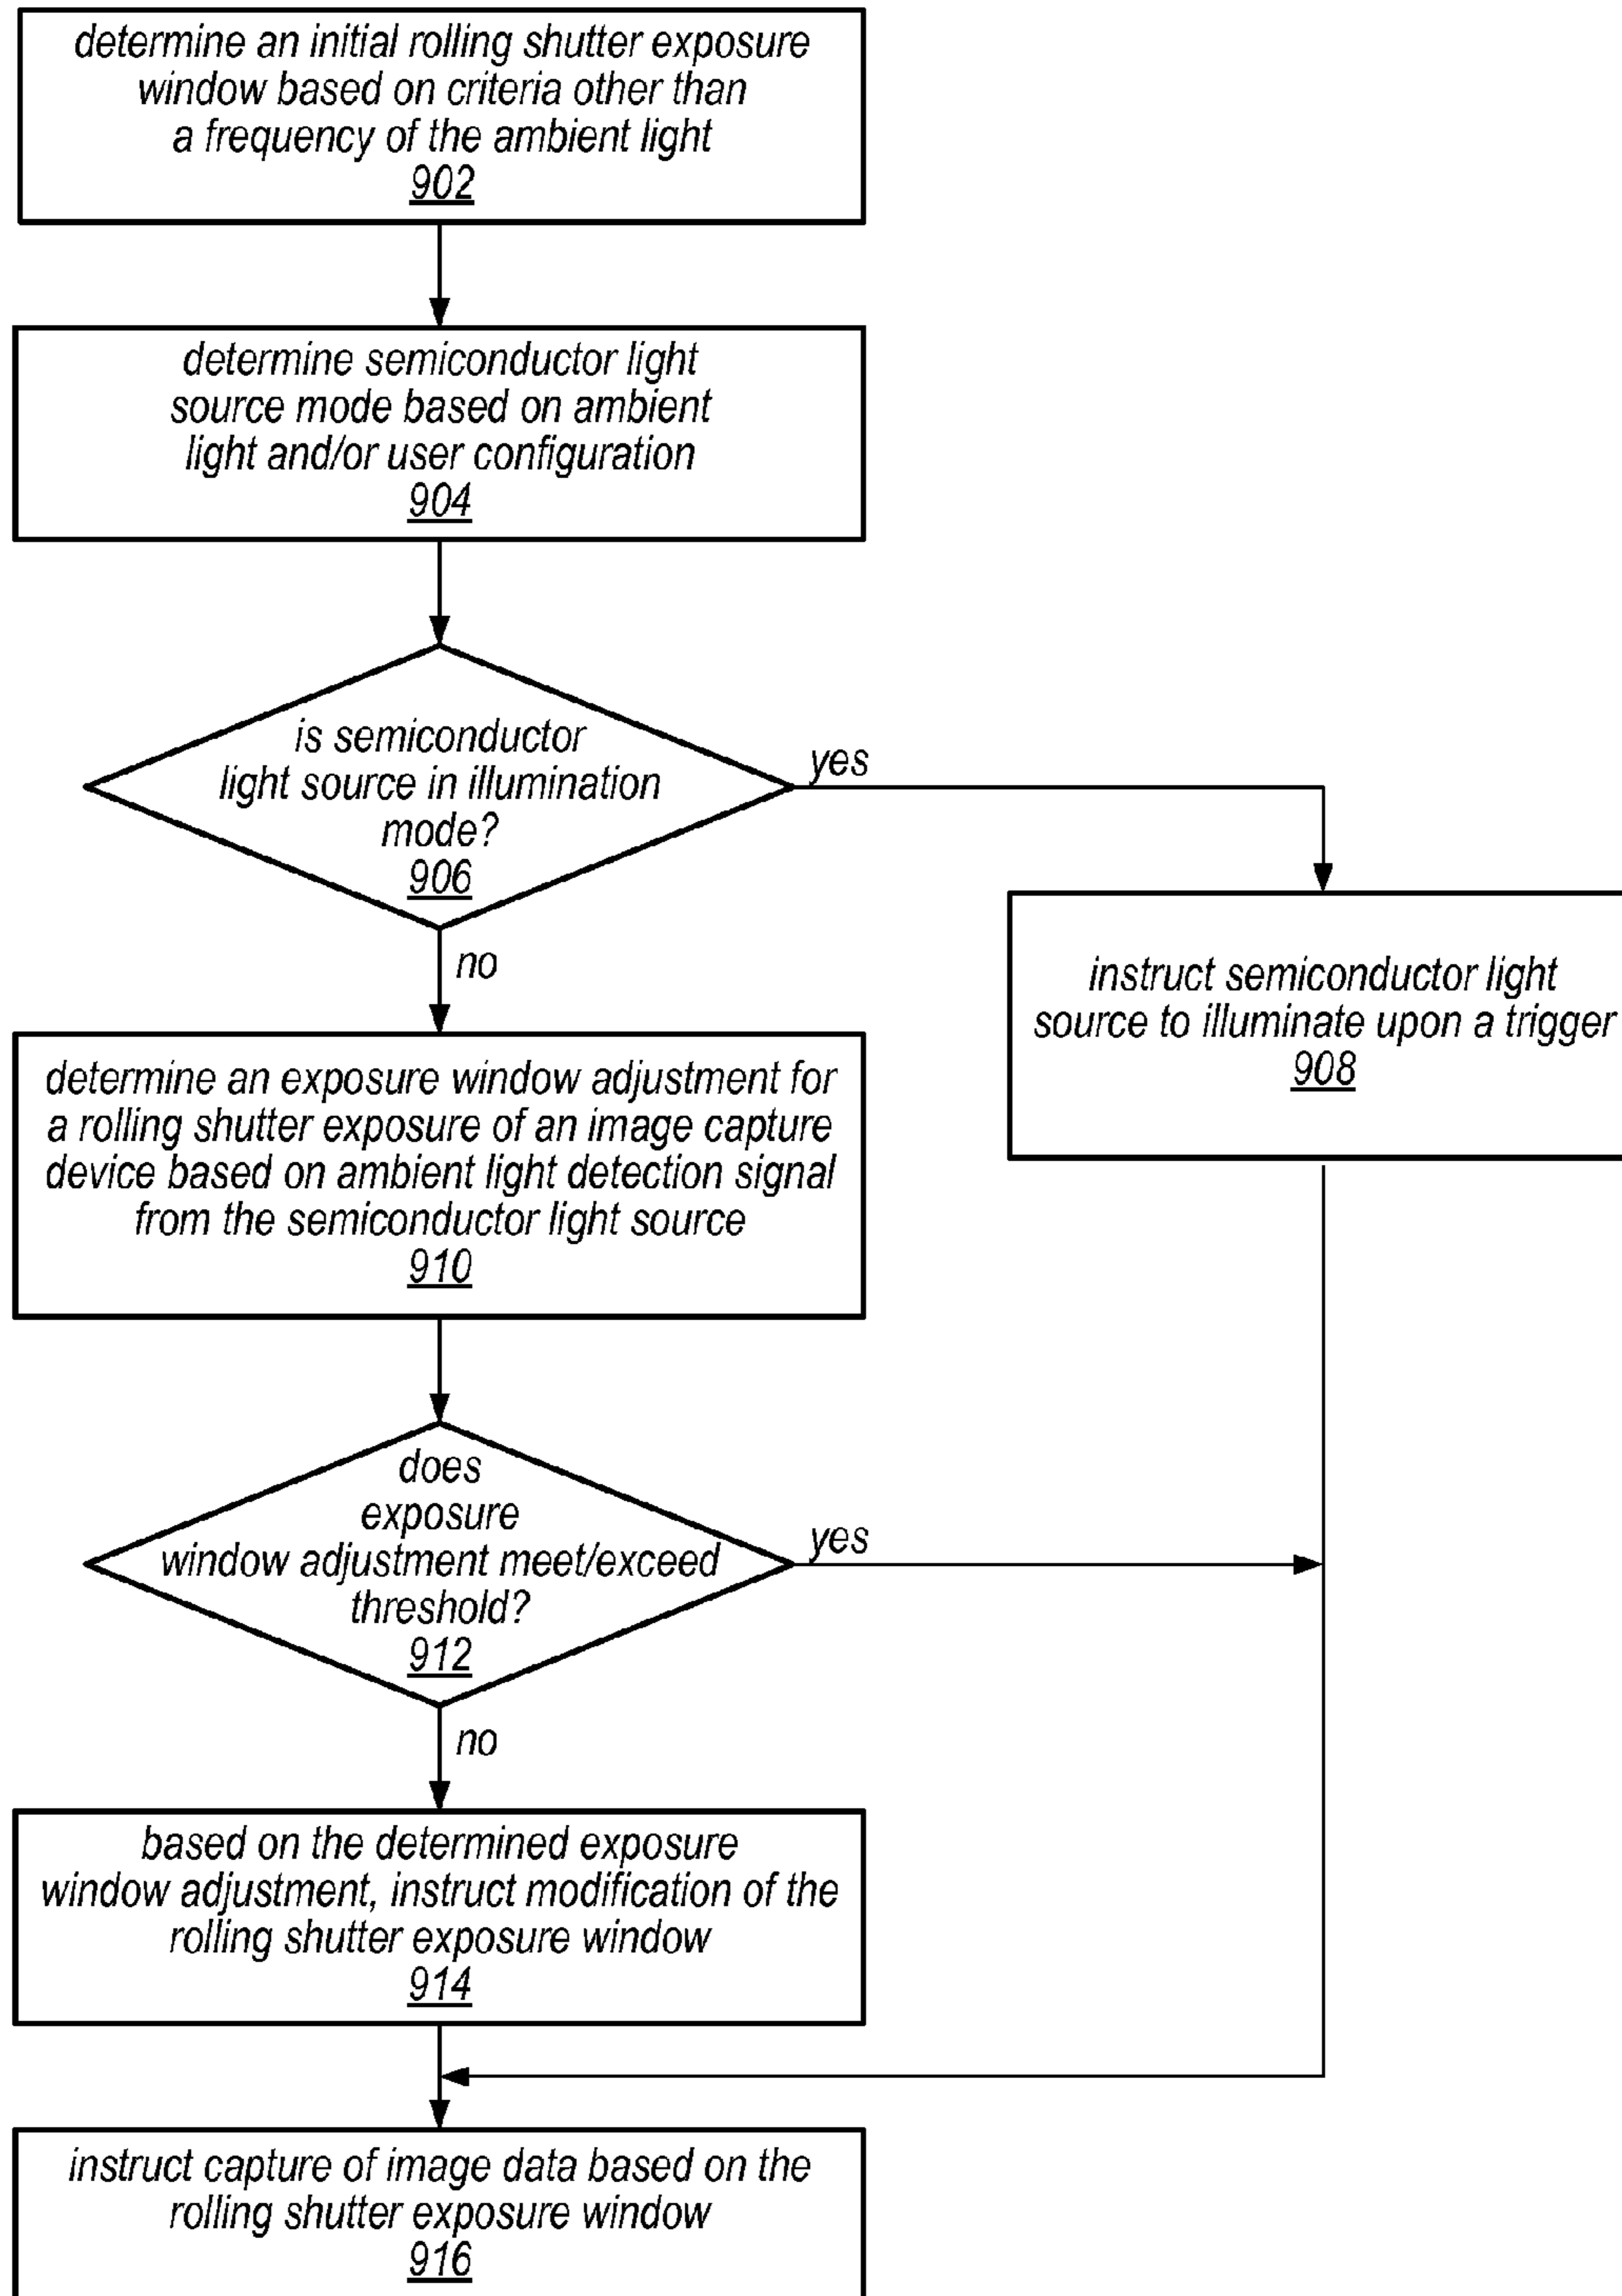 determine an initial rolling shutter exposure
window based on criteria other than
a frequency of the ambient light
902
determine semiconductor light
source mode based on ambient
light and/or user configuration
904
is semiconductor
light source in illumination
mode?
906
yes
no
instruct semiconductor light
source to illuminate upon a trigger
908
determine an exposure window adjustment for
a rolling shutter exposure of an image capture
device based on ambient light detection signal
from the semiconductor light source
910
does
exposure
window adjustment meet/exceed
threshold?
912
yes
no
based on the determined exposure
window adjustment, instruct modification of the
rolling shutter exposure window
914
instruct capture of image data based on the
rolling shutter exposure window
916